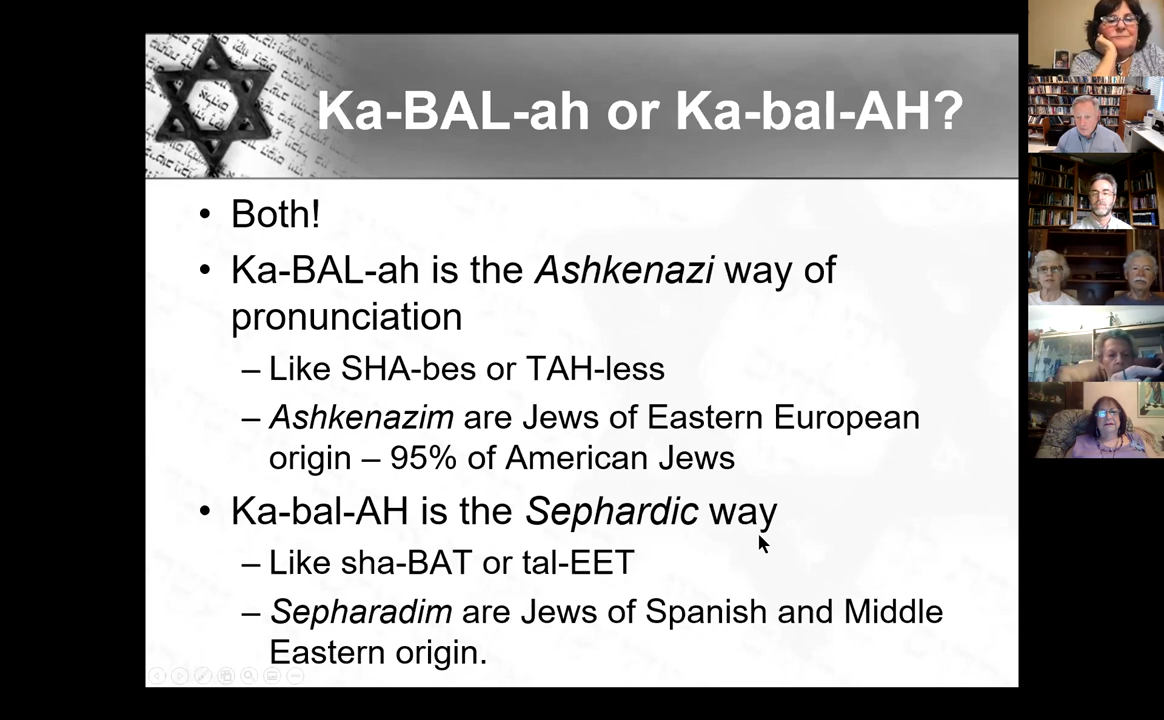 Ka-BAL-ah or Ka-bal-AH?
• Both!
• Ka-BAL-ah is the Ashkenazi way of
pronunciation
– Like SHA-bes or TAH-less
– Ashkenazim are Jews of Eastern European
origin – 95% of American Jews
• Ka-bal-AH is the Sephardic way
– Like sha-BAT or tal-EET
– Sepharadim are Jews of Spanish and Middle
Eastern origin.